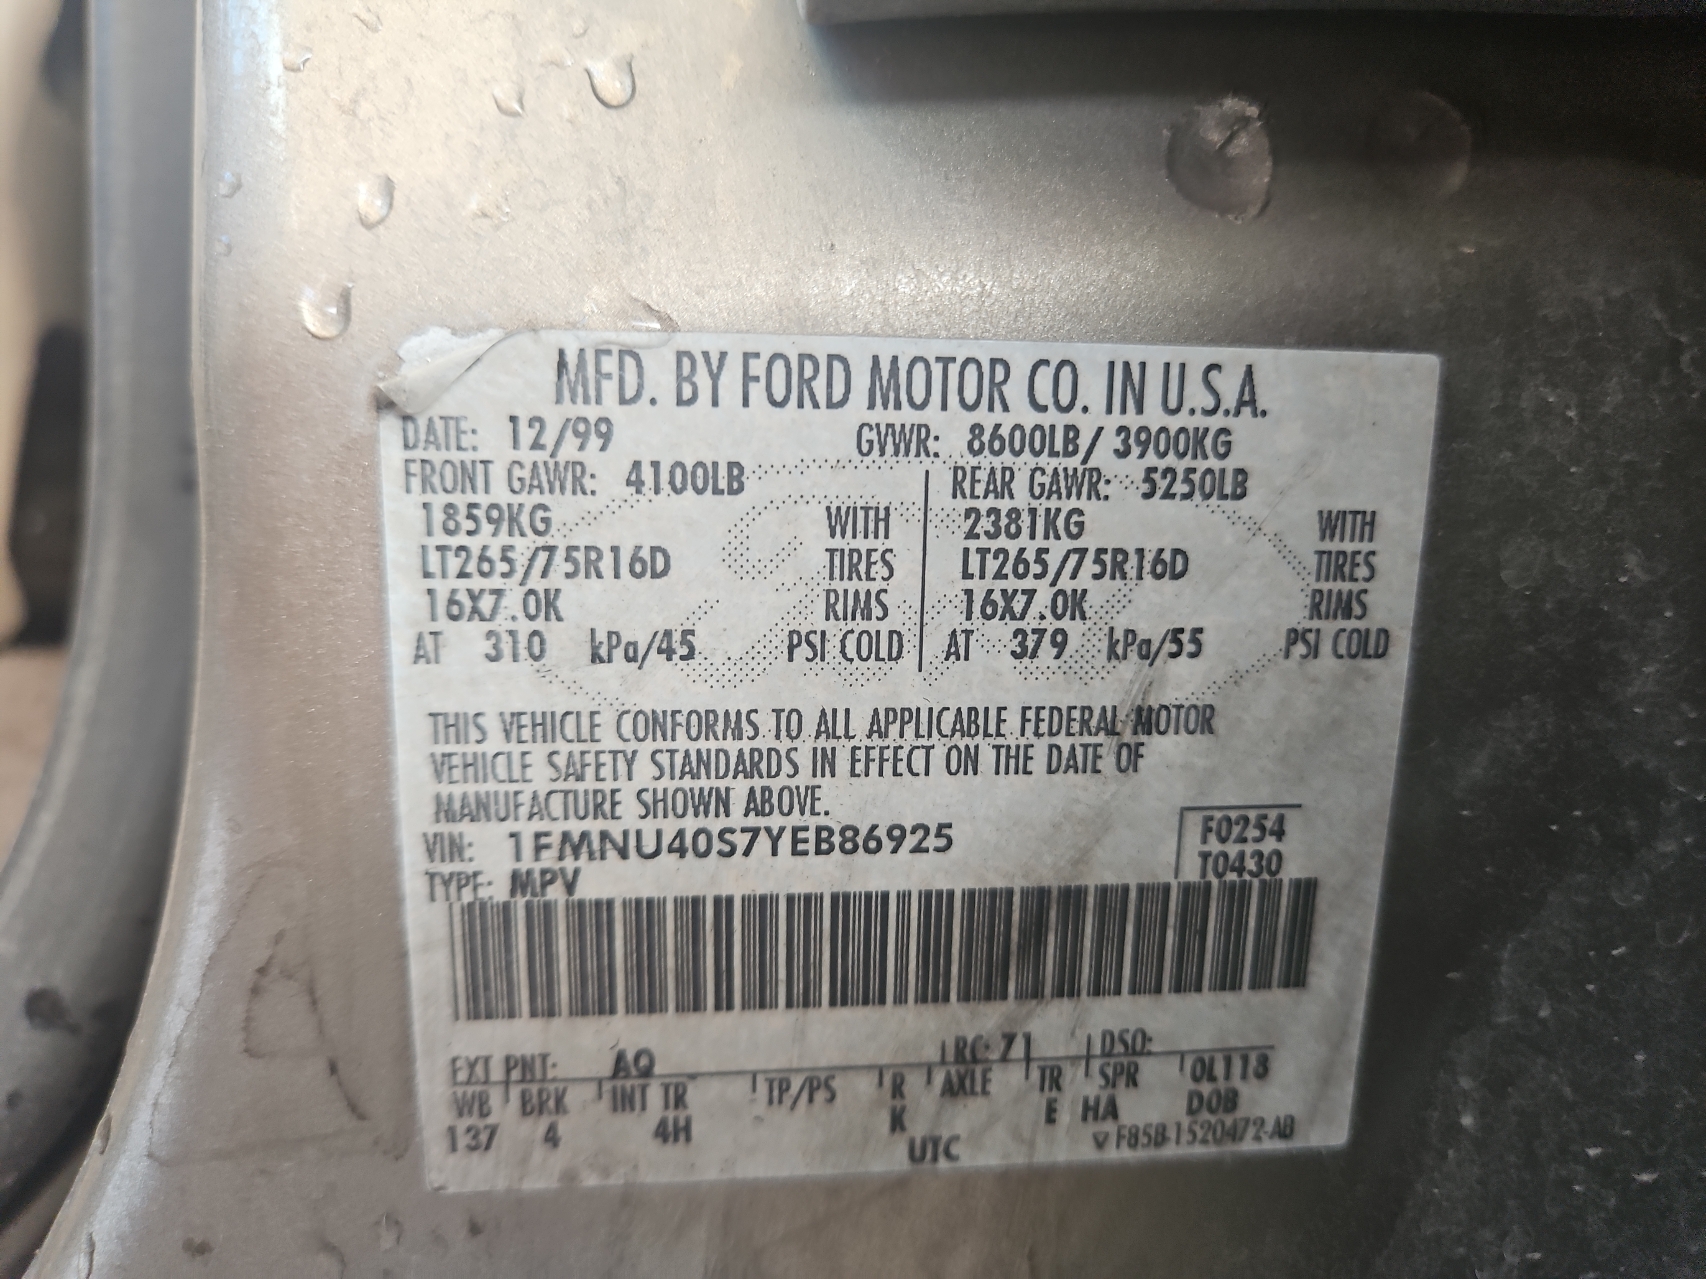 MFD. BY FORD MOTOR CO. IN U.S.A.
DATE: 12/99 GVWR: 8600LB/ 3900KG
FRONT GAWR: 4100LB REAR GAWR: 5250LB
1859KG WITH 2381KG WITH
LT265/75R16D TIRES LT265/75R16D TIRES
16X7.0K RIMS 16X7.0K RIMS
AT 310 kPa/45 PSI COLD AT 379 kPa/55 PSI COLD
THIS VEHICLE CONFORMS TO ALL APPLICABLE FEDERAL MOTOR
VEHICLE SAFETY STANDARDS IN EFFECT ON THE DATE OF
MANUFACTURE SHOWN ABOVE.
VIN: 1FMNU40S7YEB86925 F0254
TYPE: MPV T0430
EXT PNT: AQ RC: 71 DSO:
WB BRK INT TR TP/PS R AXLE TR SPR OL118
137 4 4H K E HA D0B
UTC ▽ F85B-1520472-AB